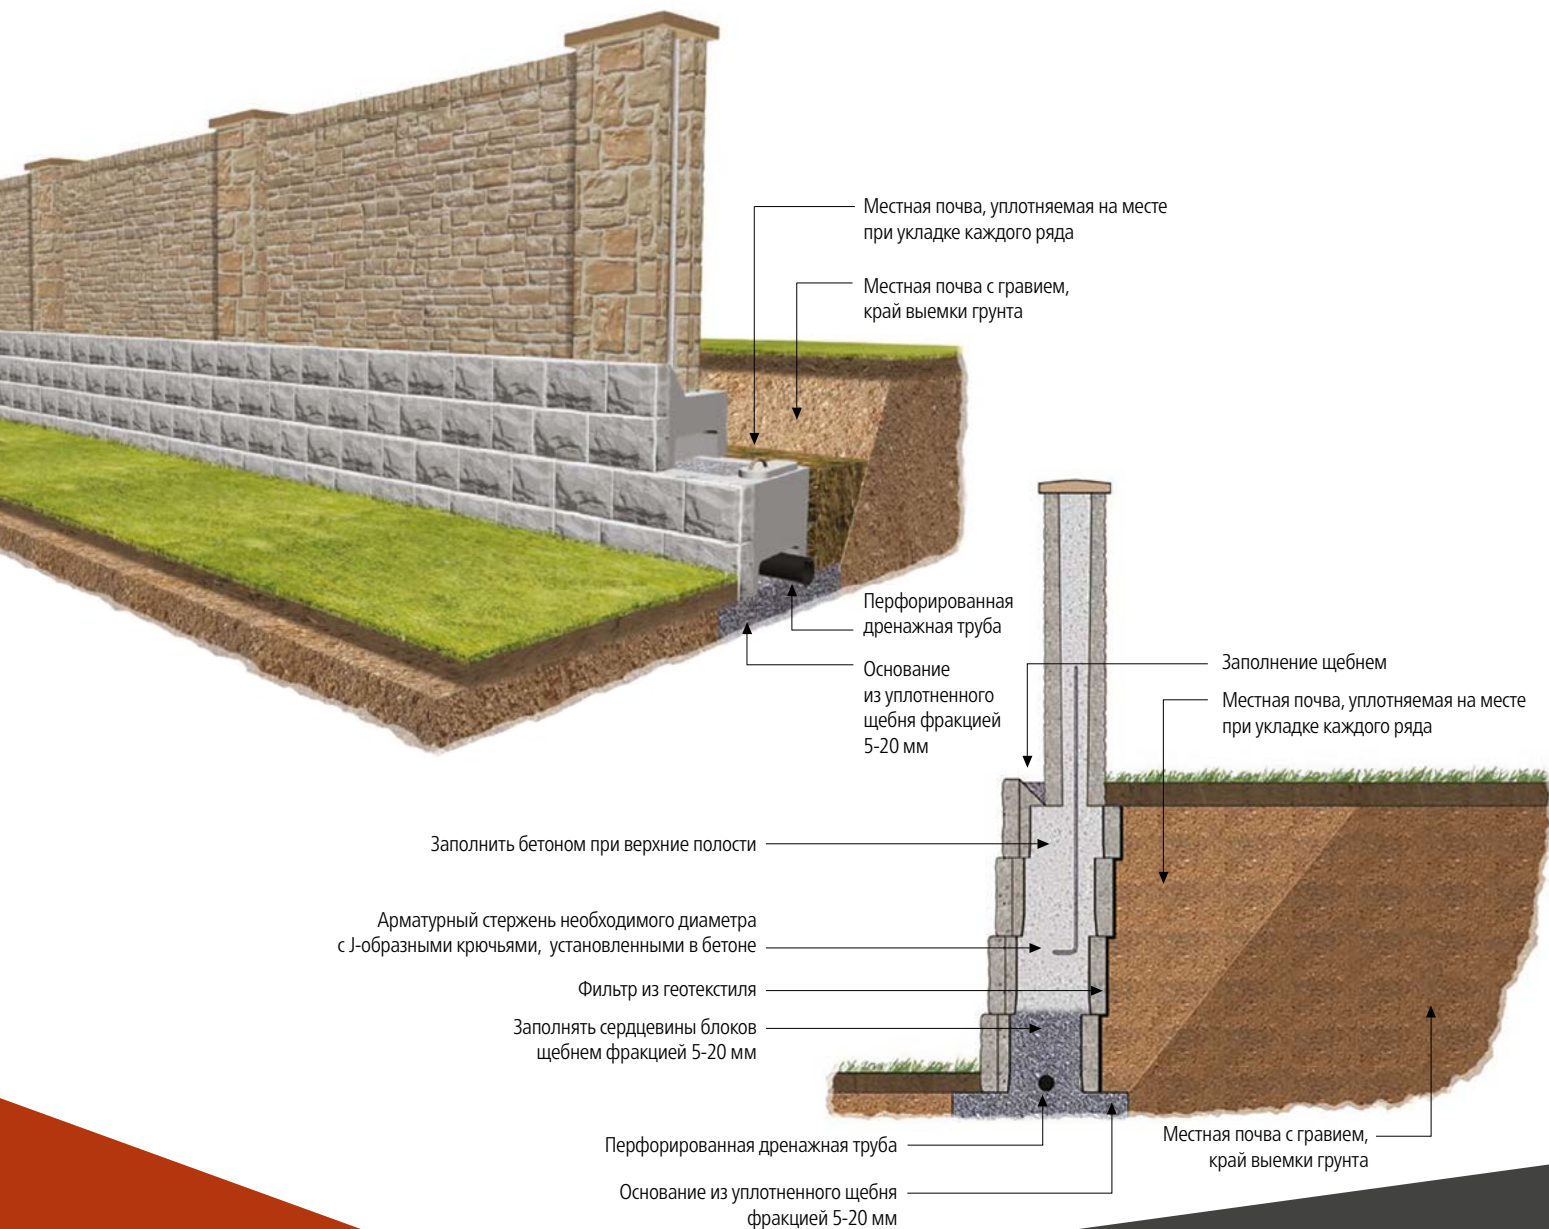 Местная почва, уплотняемая на месте
при укладке каждого ряда
Местная почва с гравием,
край выемки грунта
Перфорированная
дренажная труба
Основание
из уплотненного
щебня фракцией
5-20 мм
Заполнение щебнем
Местная почва, уплотняемая на месте
при укладке каждого ряда
Заполнить бетоном при верхние полости
Арматурный стержень необходимого диаметра
с J-образными крючьями, установленными в бетоне
Фильтр из геотекстиля
Заполнять сердцевины блоков
щебнем фракцией 5-20 мм
Перфорированная дренажная труба
Местная почва с гравием,
край выемки грунта
Основание из уплотненного щебня
фракцией 5-20 мм